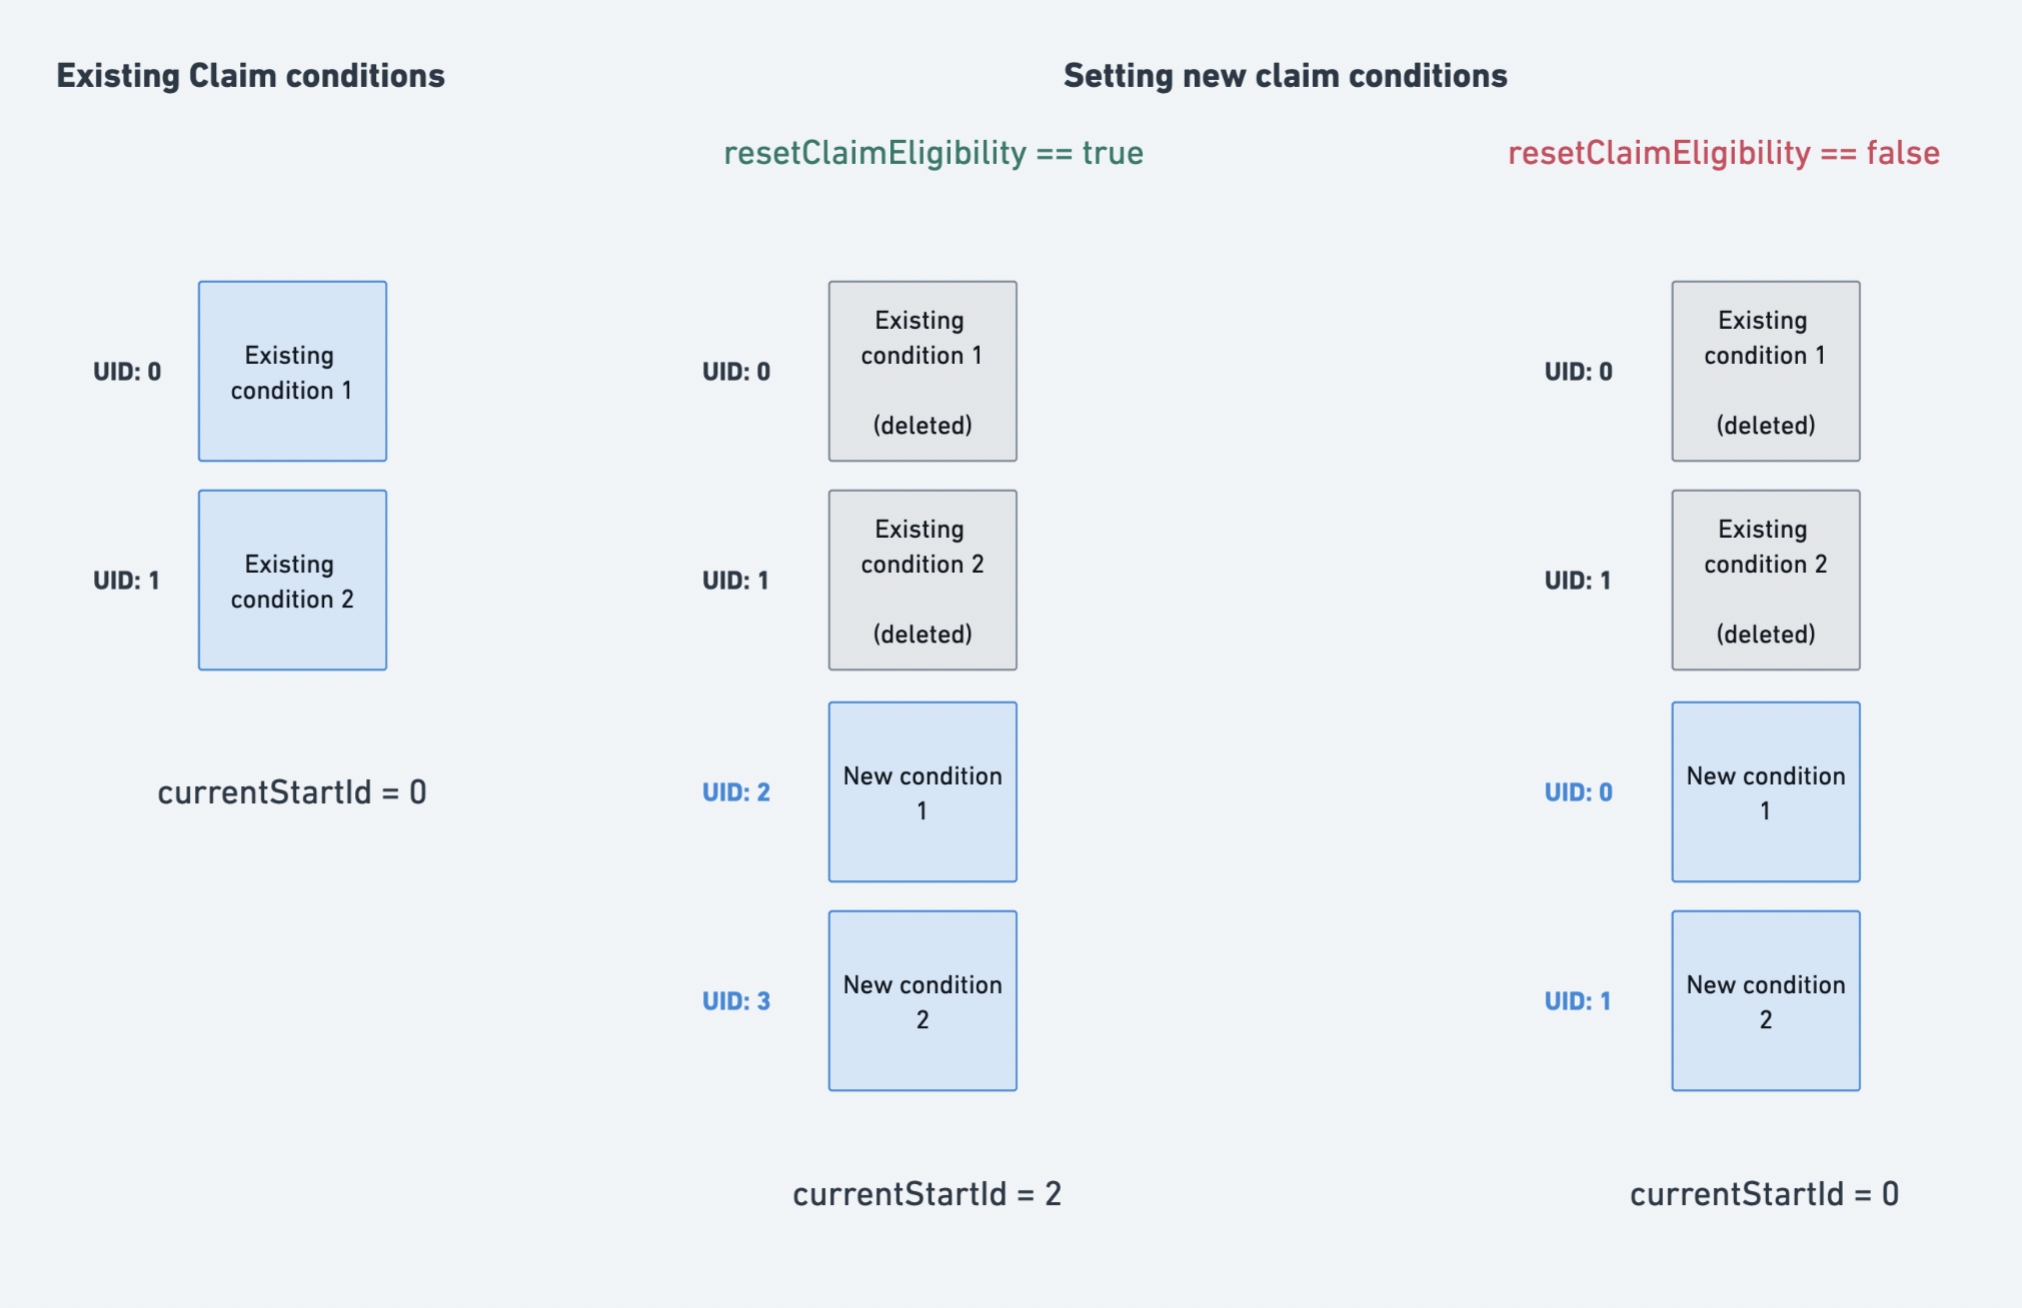 Existing Claim conditions
Setting new claim conditions
resetClaimEligibility == true
resetClaimEligibility == false
UID: 0
Existing
condition 1
UID: 1
Existing
condition 2
currentStartId = 0
UID: 0
Existing
condition 1
(deleted)
UID: 1
Existing
condition 2
(deleted)
UID: 2
New condition
1
UID: 3
New condition
2
currentStartId = 2
UID: 0
Existing
condition 1
(deleted)
UID: 1
Existing
condition 2
(deleted)
UID: 0
New condition
1
UID: 1
New condition
2
currentStartId = 0